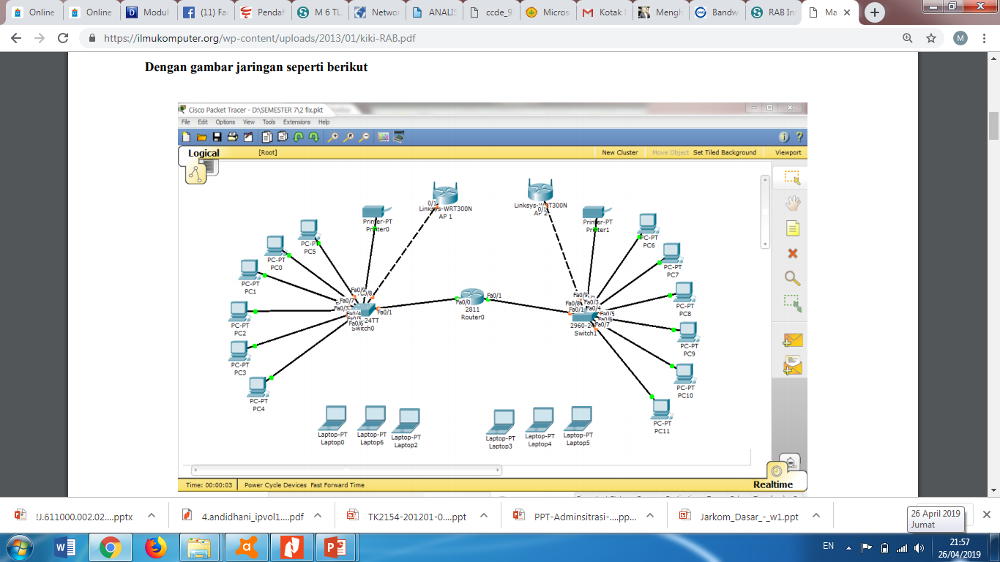 Online
Online
Modul
(11) Fa
Pendaf
M 6 TL
Networ
ANALIS
ccde_9
Micros
Kotak
Mengh
Bandw
RAB In
Ma
https://ilmukomputer.org/wp-content/uploads/2013/01/kiki-RAB.pdf
M
Dengan gambar jaringan seperti berikut
Cisco Packet Tracer - D:\SEMESTER 7\2 fix.pkt
File Edit Options View Tools Extensions Help
Logical [Root] New Cluster Move Object Set Tiled Background Viewport
0/1
Linksys-WRT300N
AP 1
Linksys-WRT300N
0/1
AP 2
Printer-PT
Printer0
Printer-PT
Printer1
PC-PT
PC5
PC-PT
PC0
PC-PT
PC1
PC-PT
PC2
PC-PT
PC3
PC-PT
PC4
PC-PT
PC6
PC-PT
PC7
PC-PT
PC8
PC-PT
PC9
PC-PT
PC10
PC-PT
PC11
Fa0/9
Fa0/7
Fa0/6
Fa0/1
24TT
Switch0
Fa0/0
Fa0/1
2811
Router0
Fa0/9
Fa0/3
Fa0/8
Fa0/4
Fa0/1
Fa0/5
Fa0/6
Fa0/7
2960-24
Switch1
Laptop-PT
Laptop0
Laptop-PT
Laptop6
Laptop-PT
Laptop2
Laptop-PT
Laptop3
Laptop-PT
Laptop4
Laptop-PT
Laptop5
Time: 00:00:03 Power Cycle Devices Fast Forward Time
Realtime
!J.611000.002.02....pptx
4.andidhani_ipvol1....pdf
TK2154-201201-0....ppt
PPT-Adminsitrasi-....pp...
Jarkom_Dasar_-_w1.ppt
26 April 2019
Jumat
EN
21:57
26/04/2019